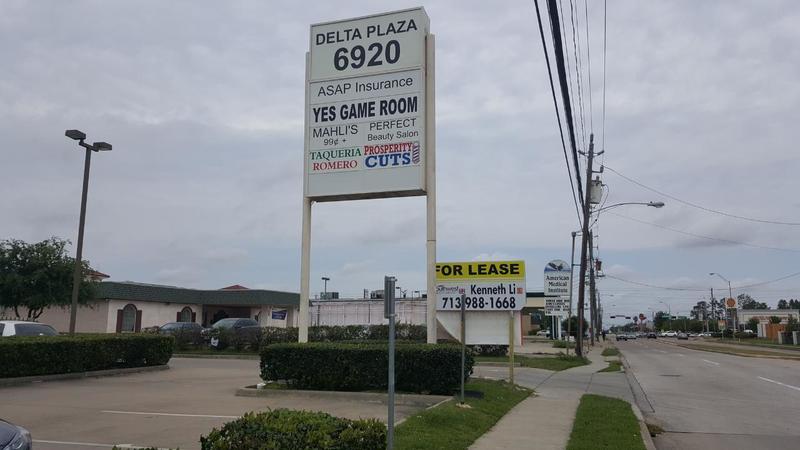 DELTA PLAZA
6920
ASAP Insurance
YES GAME ROOM
MAHLI'S
99¢ +
PERFECT
Beauty Salon
TAQUERIA
ROMERO
PROSPERITY
CUTS
FOR LEASE
Southwest
Kenneth Li
713.988-1668
American
Medical
Institute